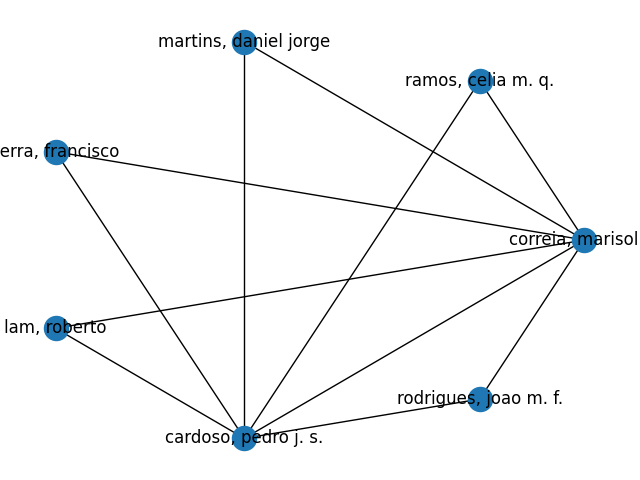 martins, daniel jorge
ramos, celia m. q.
erra, francisco
correia, marisol
lam, roberto
rodrigues, joao m. f.
cardoso, pedro j. s.